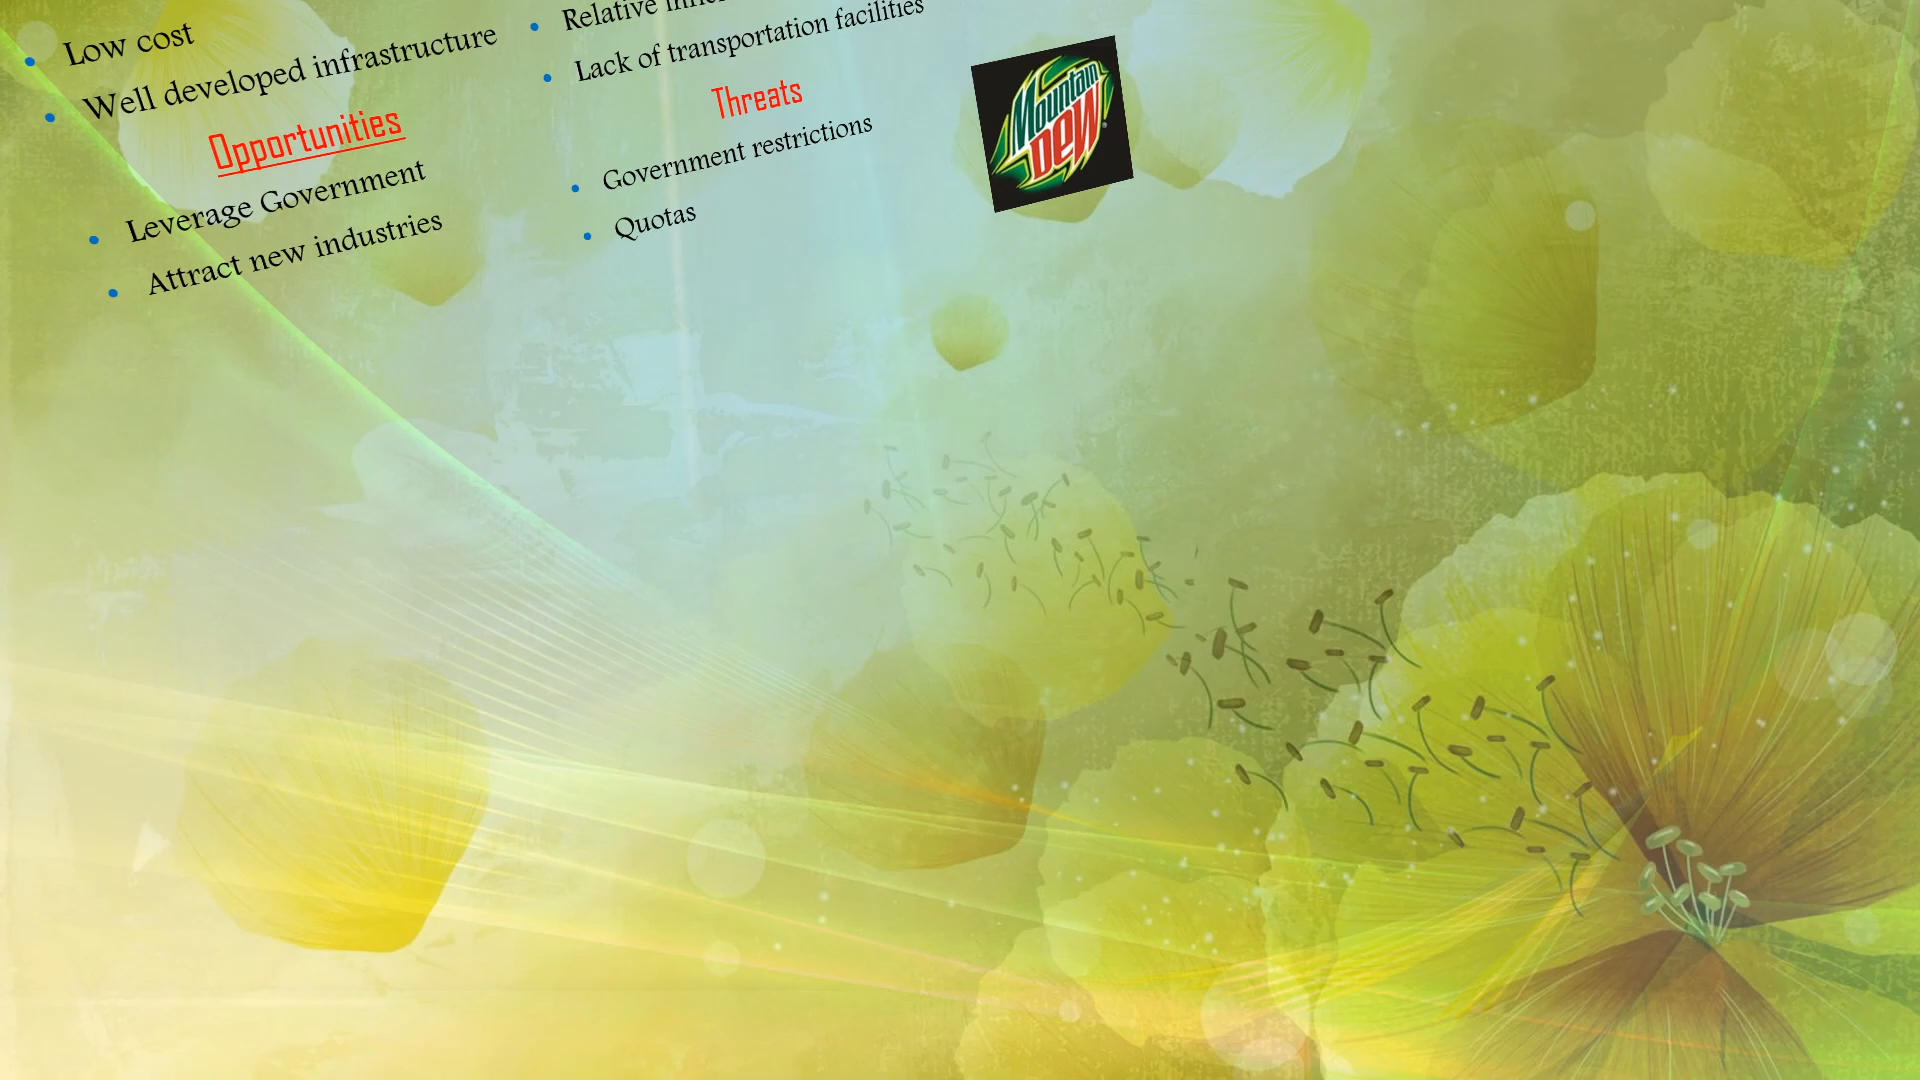 Low cost
Well developed infrastructure
Opportunities
Leverage Government
Attract new industries
Relative
Lack of transportation facilities
Threats
Government restrictions
Quotas
Mountain
DEW